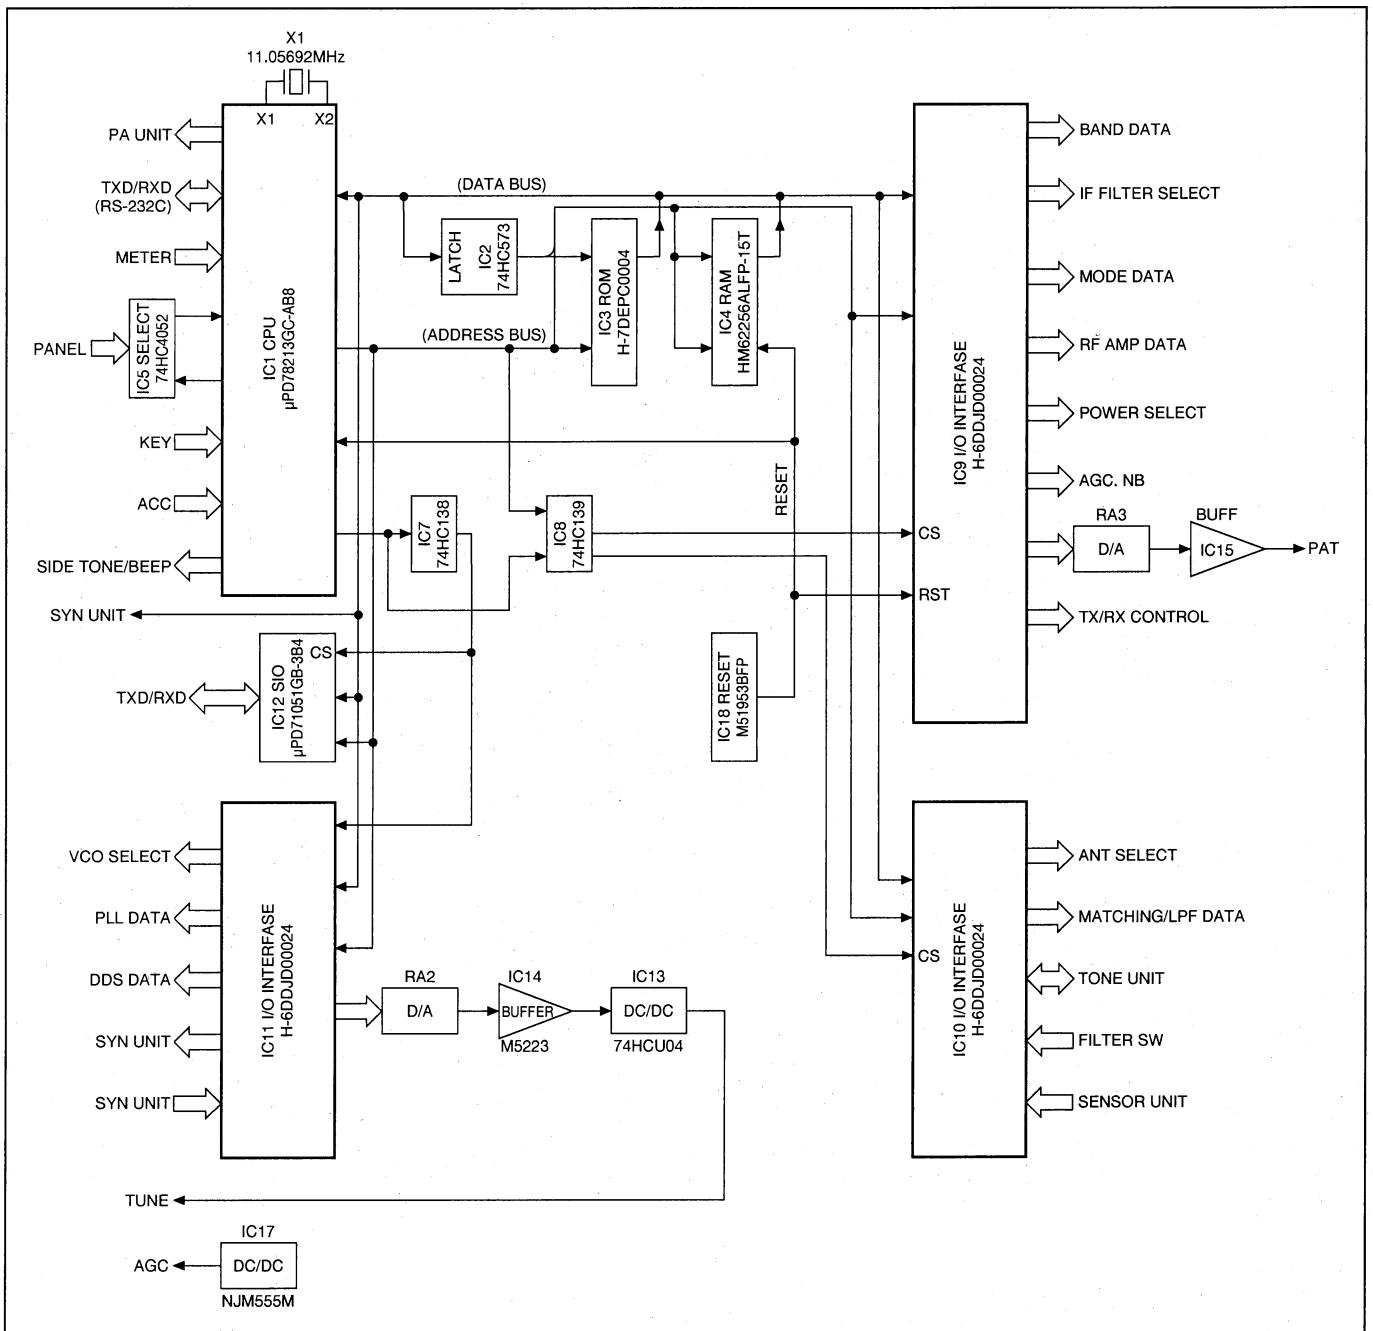 X1
11.05692MHz
X1 X2
PA UNIT
TXD/RXD
(RS-232C)
METER
PANEL
IC5 SELECT
74HC4052
KEY
ACC
SIDE TONE/BEEP
SYN UNIT
IC1 CPU
µPD78213GC-AB8
(DATA BUS)
LATCH
IC2
74HC573
(ADDRESS BUS)
IC3 ROM
H-7DEPC0004
IC4 RAM
HM62256ALFP-15T
IC7
74HC138
IC8
74HC139
RESET
IC18 RESET
M51953BFP
CS
RST
IC9 I/O INTERFASE
H-6DDJD00024
BAND DATA
IF FILTER SELECT
MODE DATA
RF AMP DATA
POWER SELECT
AGC. NB
RA3
D/A
BUFF
IC15
PAT
TX/RX CONTROL
TXD/RXD
IC12 SIO
µPD71051GB-3B4
CS
VCO SELECT
PLL DATA
DDS DATA
SYN UNIT
SYN UNIT
IC11 I/O INTERFASE
H-6DDJD00024
RA2
D/A
IC14
BUFFER
M5223
IC13
DC/DC
74HCU04
CS
IC10 I/O INTERFASE
H-6DDJD00024
ANT SELECT
MATCHING/LPF DATA
TONE UNIT
FILTER SW
SENSOR UNIT
TUNE
IC17
AGC
DC/DC
NJM555M